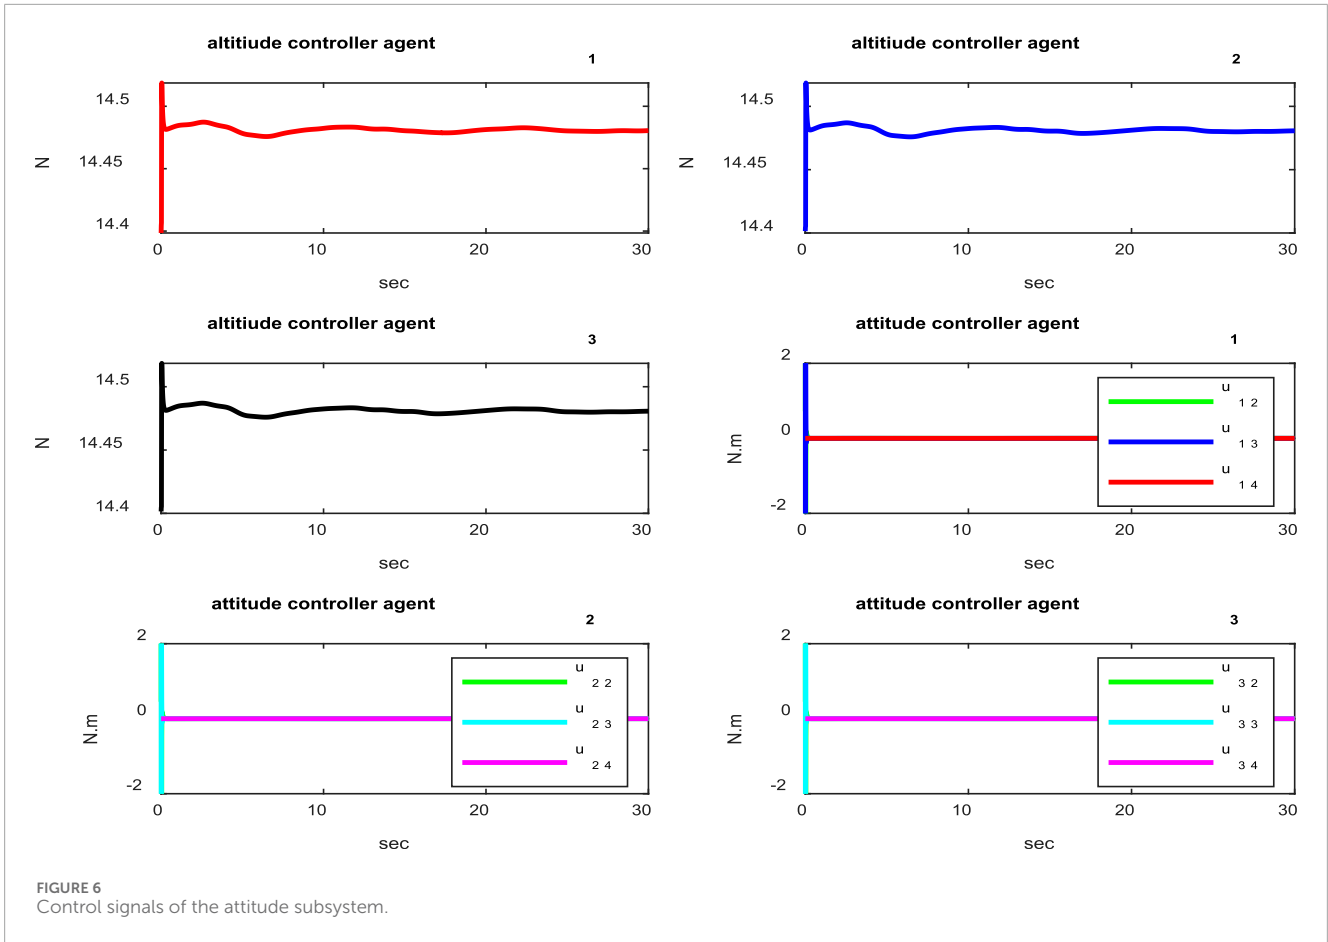 altitiude controller agent 1
14.5
14.45
14.4
N
0 10 20 30
sec
altitiude controller agent 2
14.5
14.45
14.4
N
0 10 20 30
sec
altitiude controller agent 3
14.5
14.45
14.4
N
0 10 20 30
sec
attitude controller agent 1
2
0
-2
N.m
u 1 2
u 1 3
u 1 4
0 10 20 30
sec
attitude controller agent 2
2
0
-2
N.m
u 2 2
u 2 3
u 2 4
0 10 20 30
sec
attitude controller agent 3
2
0
-2
N.m
u 3 2
u 3 3
u 3 4
0 10 20 30
sec
FIGURE 6
Control signals of the attitude subsystem.